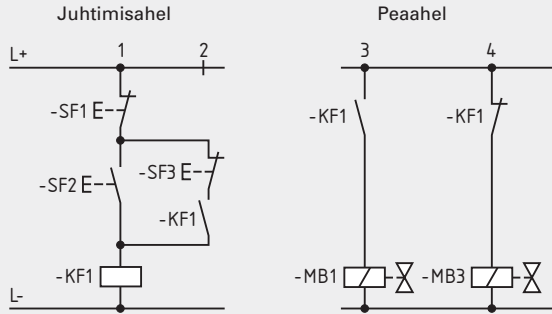 Juhtimisahel
Peaahel
1
2
3
4
L+
-SF1
-KF1
-KF1
-SF3
-SF2
-KF1
-KF1
-MB1
-MB3
L-